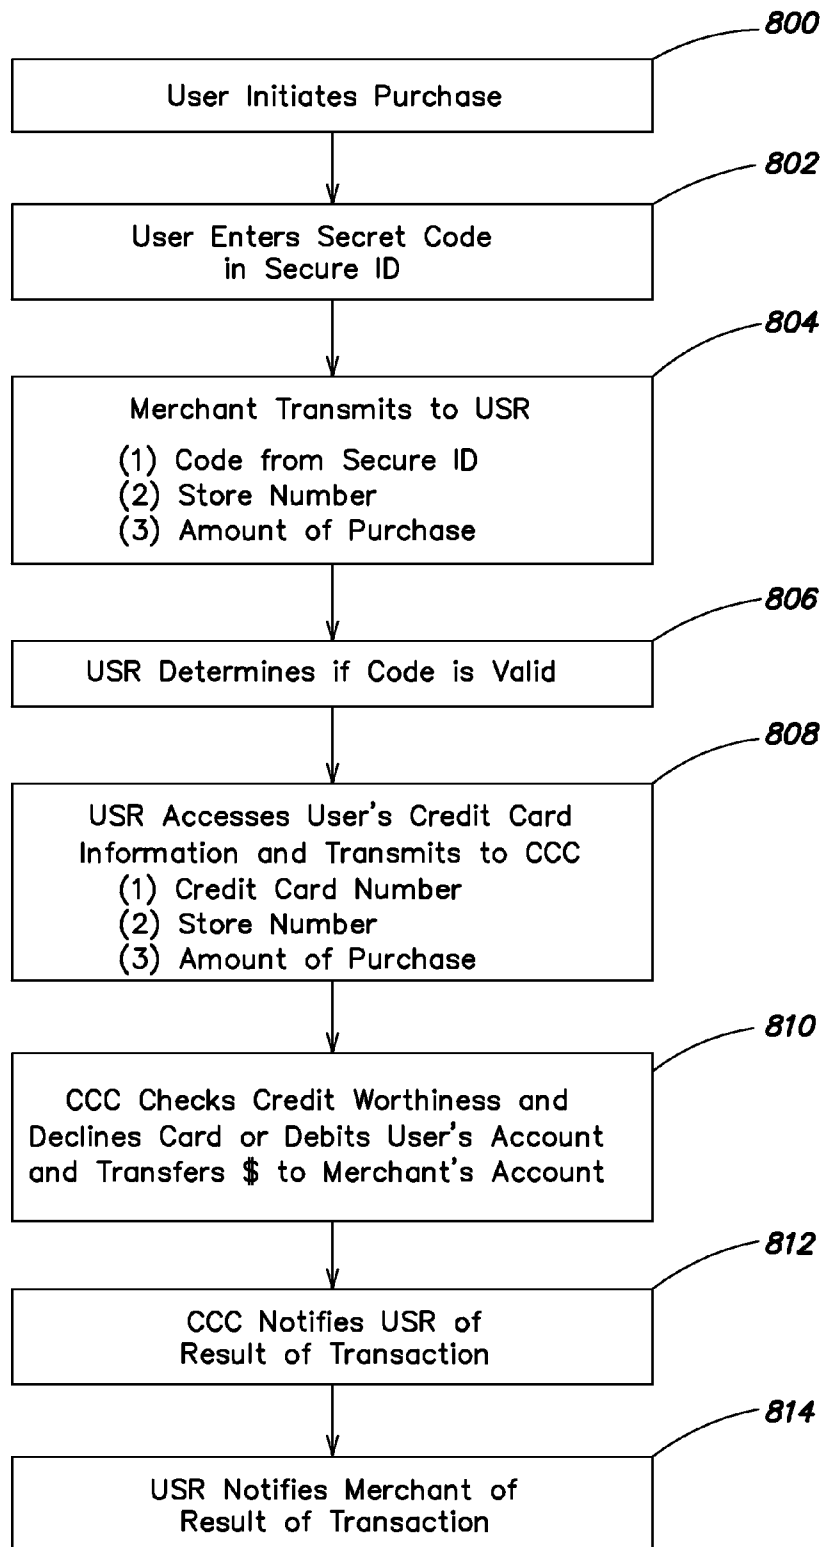 800
User Initiates Purchase
802
User Enters Secret Code
in Secure ID
804
Merchant Transmits to USR
(1) Code from Secure ID
(2) Store Number
(3) Amount of Purchase
806
USR Determines if Code is Valid
808
USR Accesses User's Credit Card
Information and Transmits to CCC
(1) Credit Card Number
(2) Store Number
(3) Amount of Purchase
810
CCC Checks Credit Worthiness and
Declines Card or Debits User's Account
and Transfers $ to Merchant's Account
812
CCC Notifies USR of
Result of Transaction
814
USR Notifies Merchant of
Result of Transaction